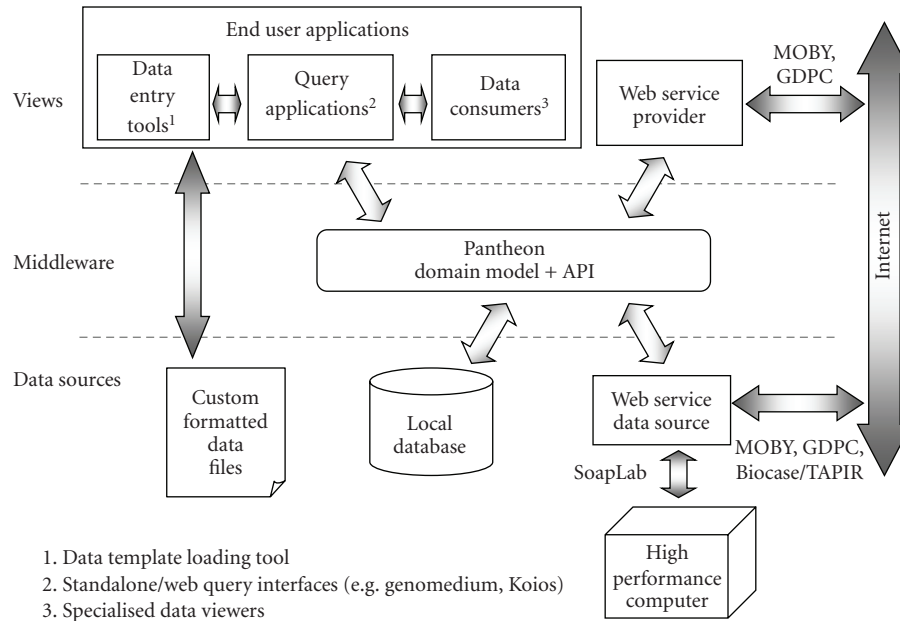 End user applications
Views
Data
entry
tools1
Query
applications2
Data
consumers3
Web service
provider
MOBY,
GDPC
Internet
Middleware
Pantheon
domain model + API
Data sources
Custom
formatted
data
files
Local
database
Web service
data source
MOBY, GDPC,
Biocase/TAPIR
SoapLab
High
performance
computer
1. Data template loading tool
2. Standalone/web query interfaces (e.g. genomedium, Koios)
3. Specialised data viewers